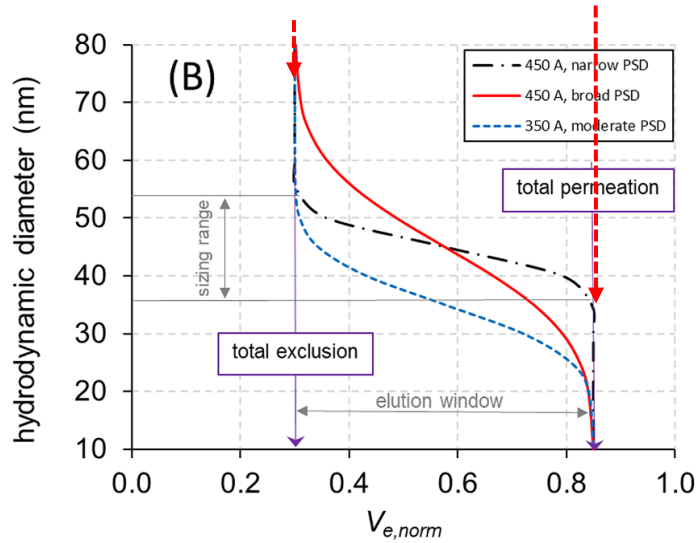 (B)
450 A, narrow PSD
450 A, broad PSD
350 A, moderate PSD
total permeation
sizing range
total exclusion
elution window
hydrodynamic diameter (nm)
80
70
60
50
40
30
20
10
0.0 0.2 0.4 0.6 0.8 1.0
Ve,norm